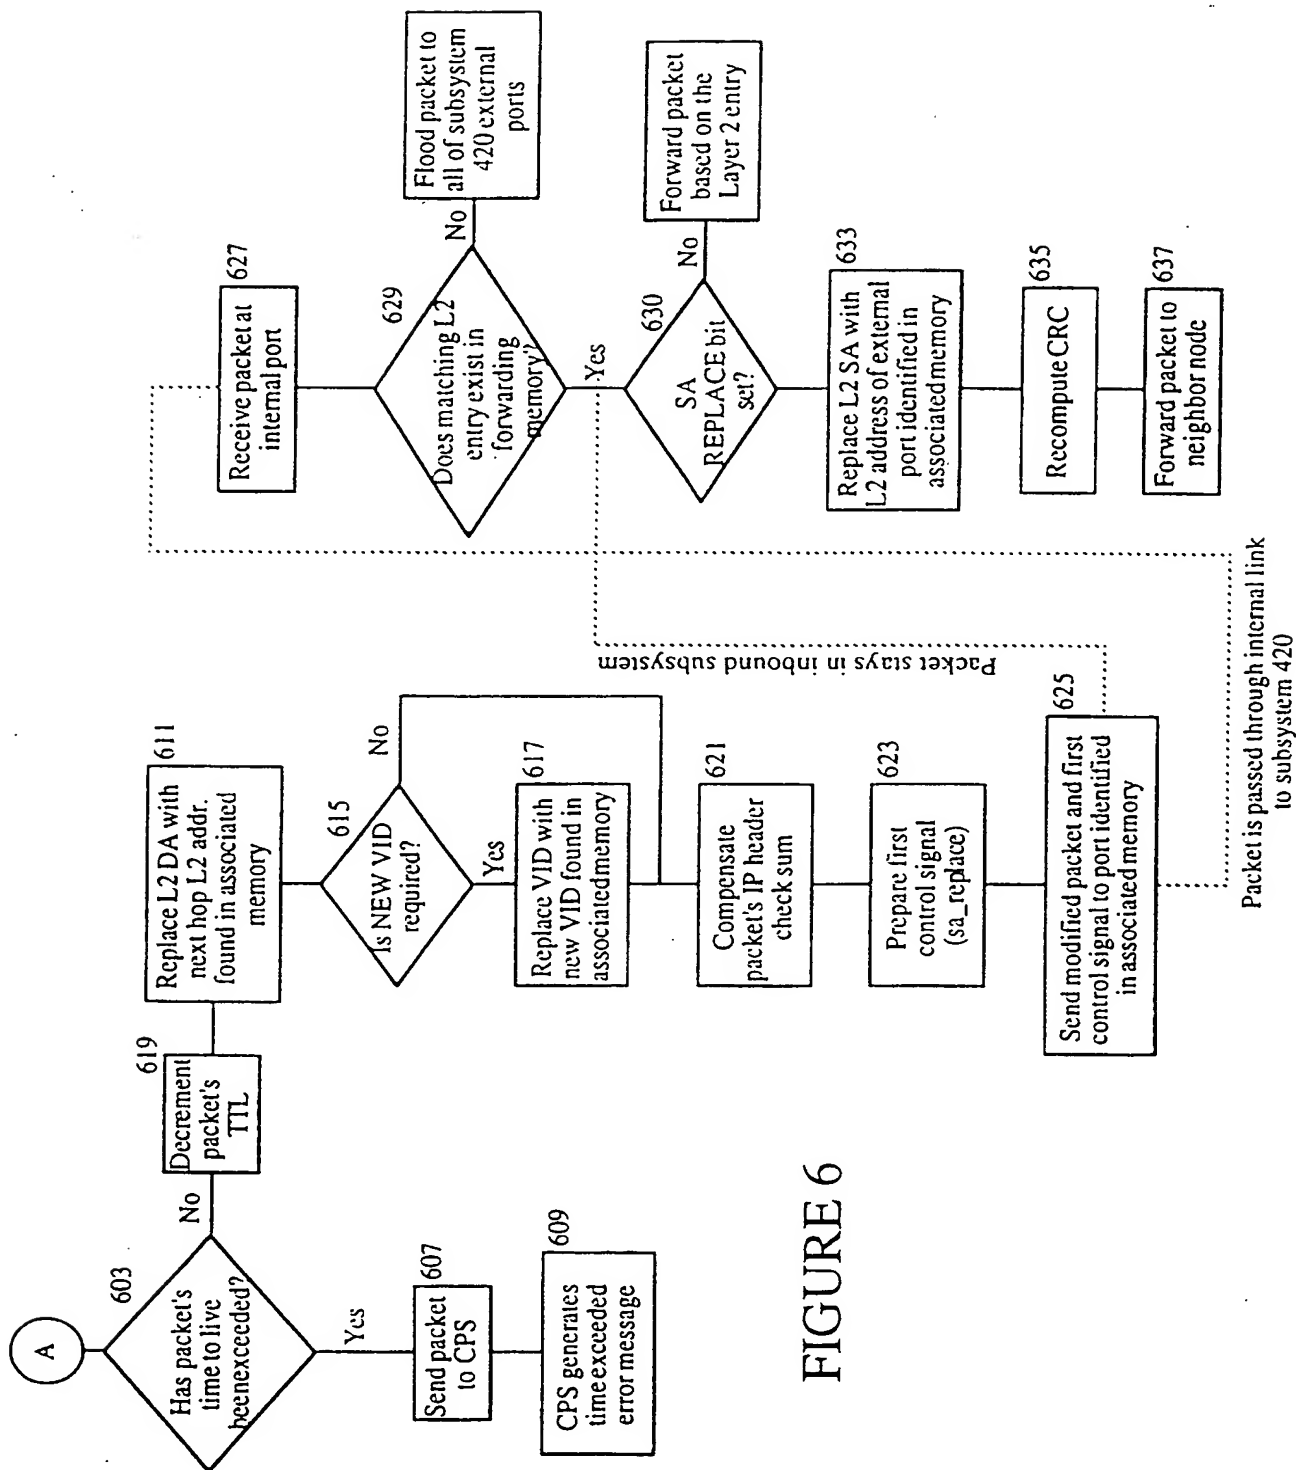 A
603
Has packet's
time to live
beenexceeded?
No
Yes
607
Send packet
to CPS
609
CPS generates
time exceeded
error message
619
Decrement
packet's
TTL
611
Replace L2 DA with
next hop L2 addr.
found in associated
memory
615
Is NEW VID
required?
No
Yes
617
Replace VID with
new VID found in
associatedmemory
621
Compensate
packet's IP header
check sum
623
Prepare first
control signal
(sa_replace)
625
Send modified packet and first
control signal to port identified
in associated memory
Packet stays in inbound subsystem
Packet is passed through internal link
to subsystem 420
627
Receive packet at
internal port
629
Does matching L2
entry exist in
forwarding
memory?
No
Flood packet to
all of subsystem
420 external
ports
Yes
630
SA
REPLACE bit
set?
No
Forward packet
based on the
Layer 2 entry
633
Replace L2 SA with
L2 address of external
port identified in
associatedmemory
635
Recompute CRC
637
Forward packet to
neighbor node
FIGURE 6